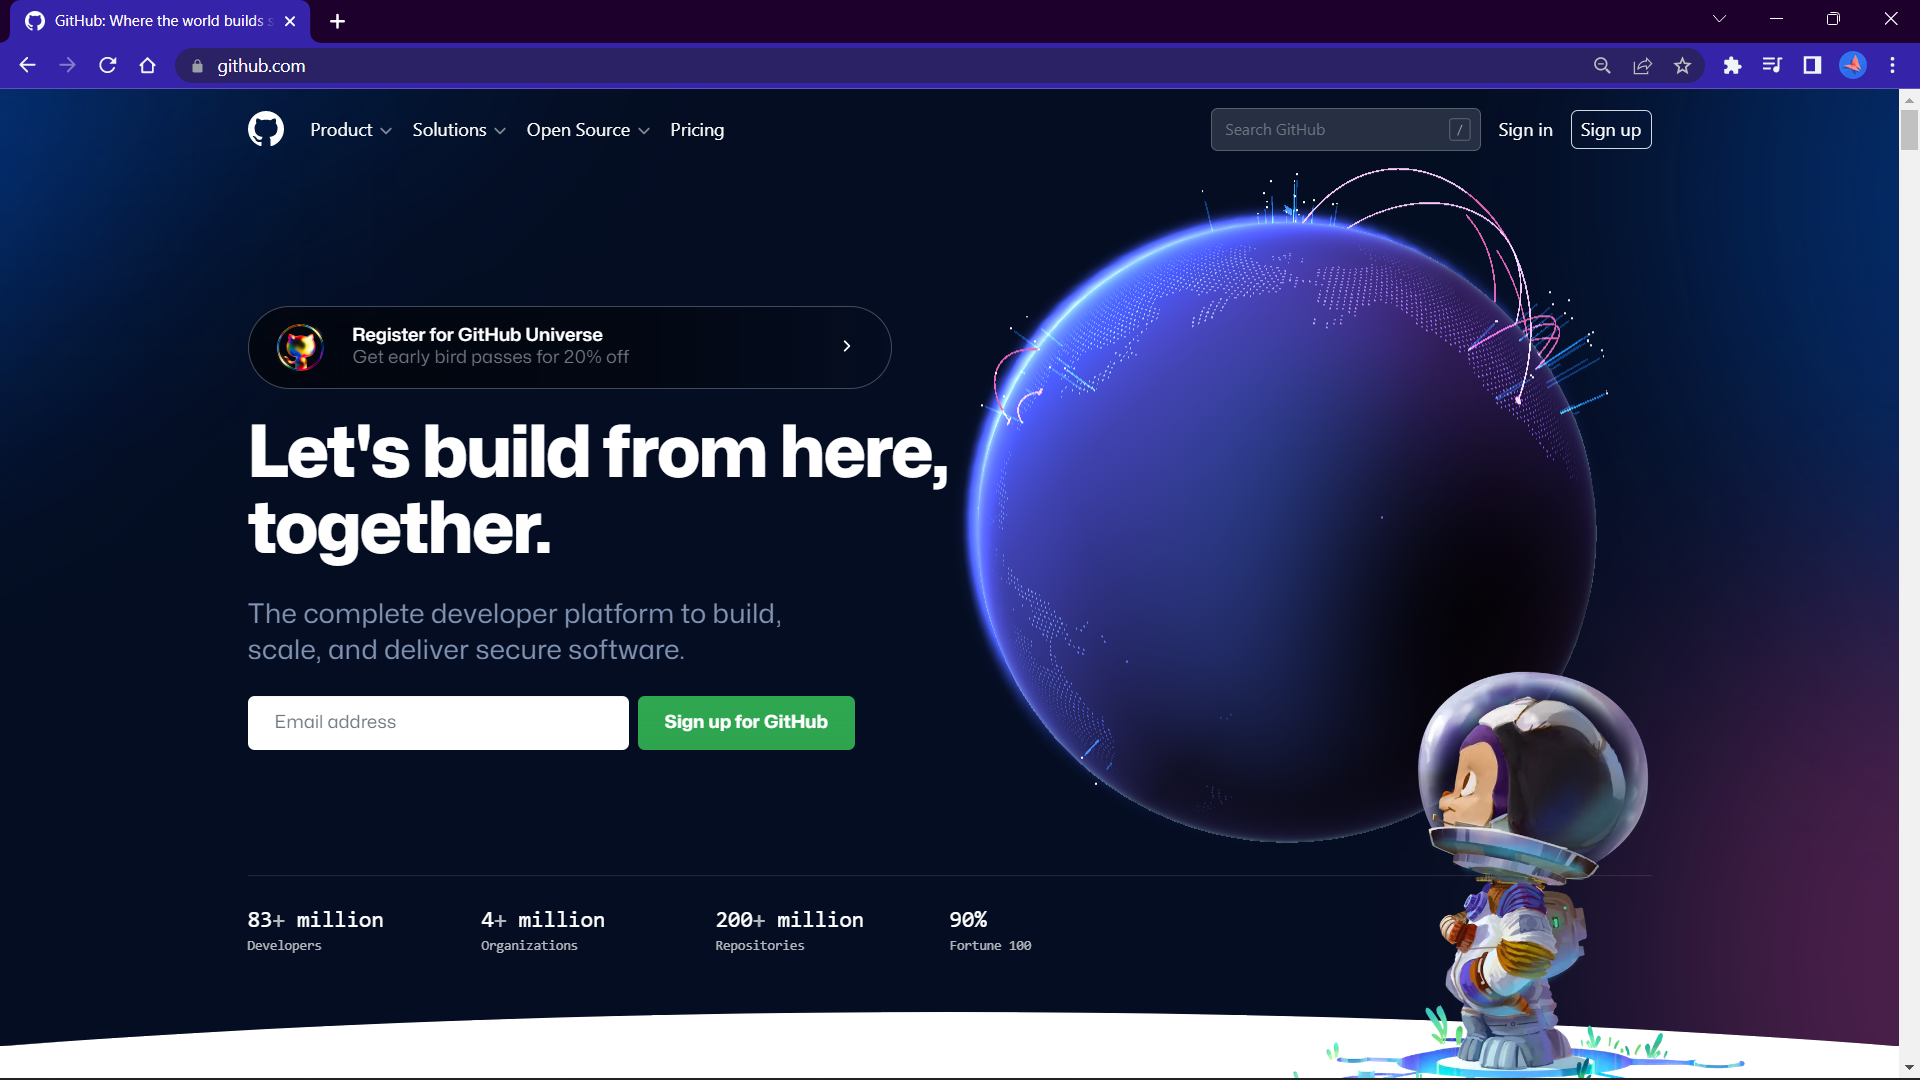 GitHub: Where the world builds s
github.com
Product
Solutions
Open Source
Pricing
Search GitHub
/
Sign in
Sign up
Register for GitHub Universe
Get early bird passes for 20% off
Let's build from here,
together.
The complete developer platform to build,
scale, and deliver secure software.
Email address
Sign up for GitHub
83+ million
Developers
4+ million
Organizations
200+ million
Repositories
90%
Fortune 100